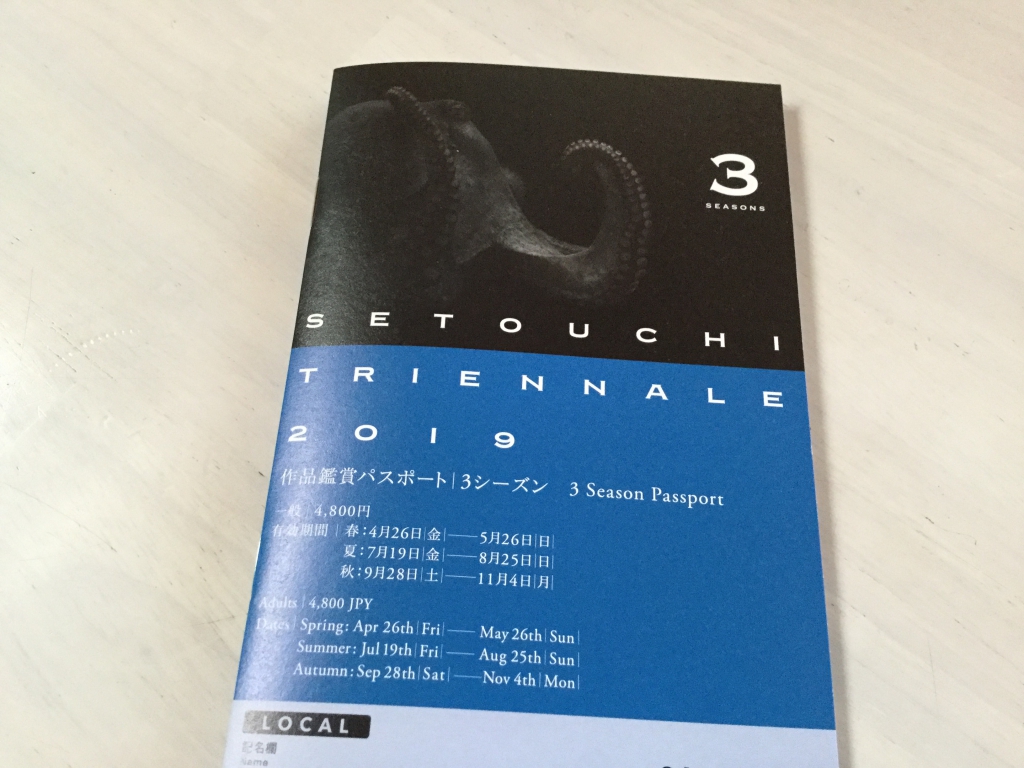 3
SEASONS
SETOUCHI
TRIENNALE
2019
作品鑑賞パスポート|3シーズン 3 Season Passport
一般|4,800円
有効期間|春:4月26日|金|——5月26日|日|
夏:7月19日|金|——8月25日|日|
秋:9月28日|土|——11月4日|月|
Adults|4,800 JPY
Dates|Spring: Apr 26th|Fri|——May 26th|Sun|
Summer: Jul 19th|Fri|——Aug 25th|Sun|
Autumn: Sep 28th|Sat|——Nov 4th|Mon|
LOCAL
記名欄
Name